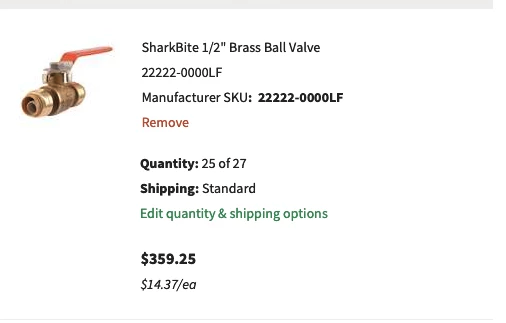 SharkBite 1/2" Brass Ball Valve
22222-0000LF
Manufacturer SKU: 22222-0000LF
Remove
Quantity: 25 of 27
Shipping: Standard
Edit quantity & shipping options
$359.25
$14.37/ea